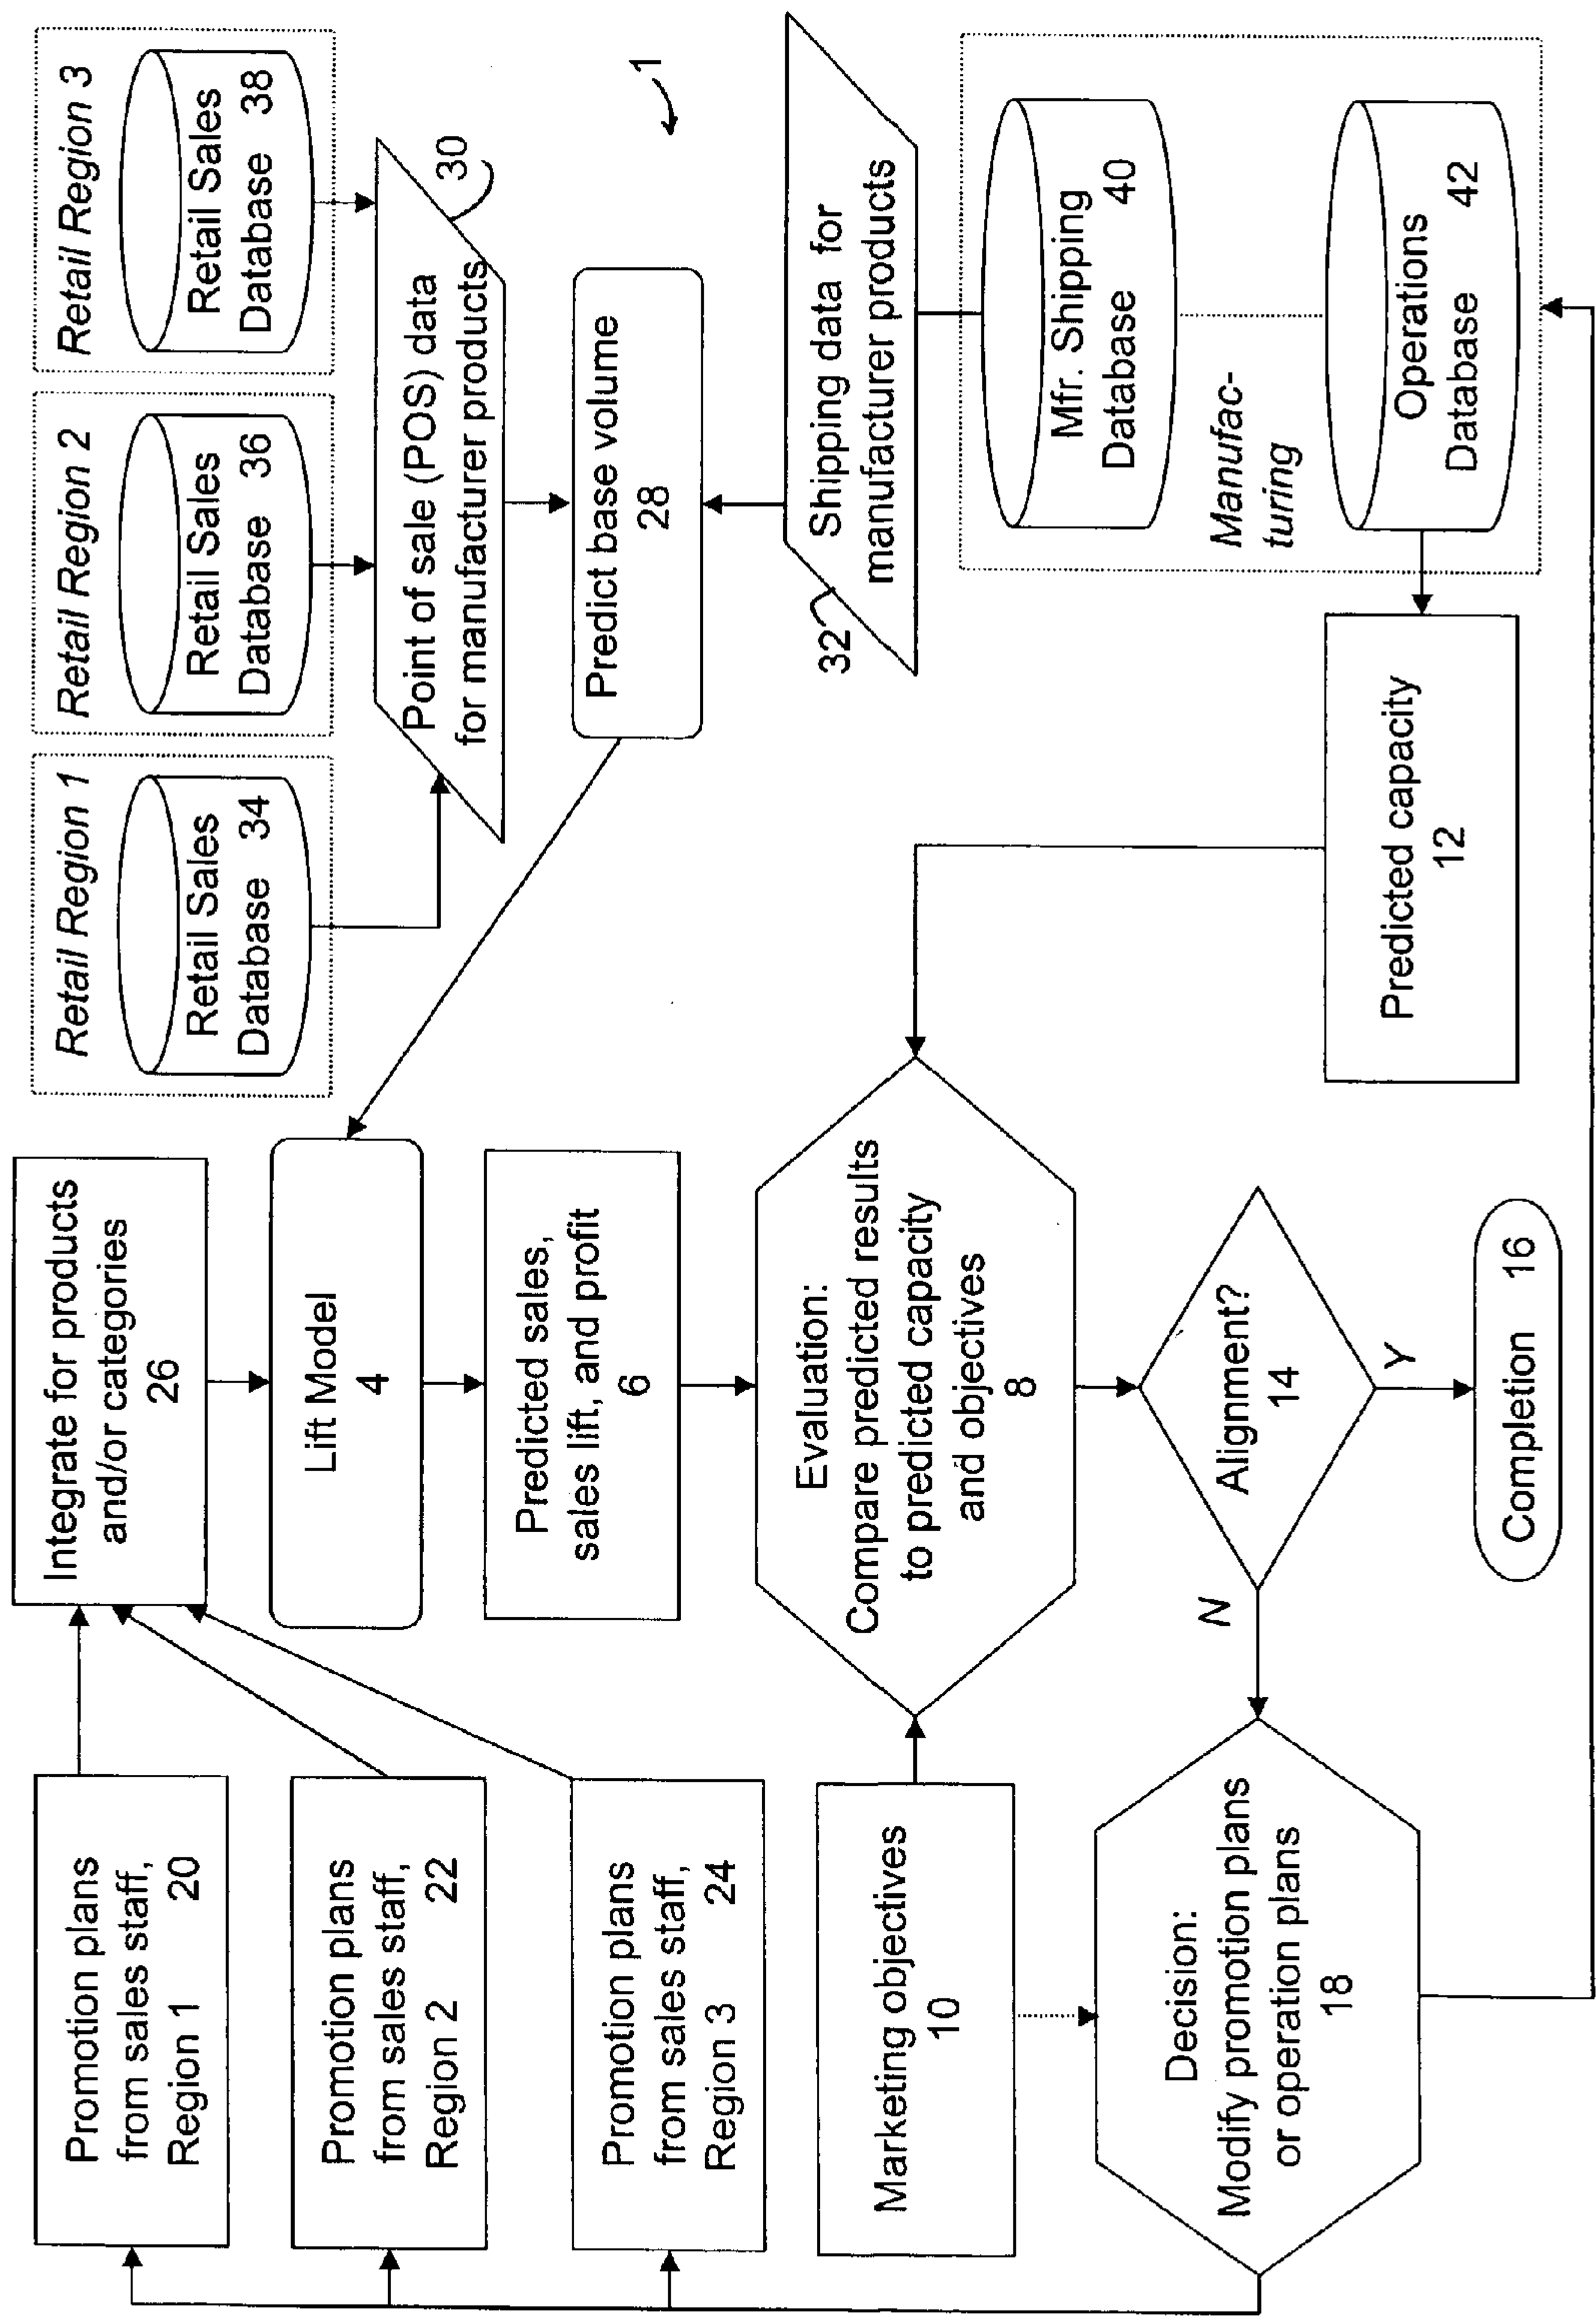 Promotion plans
from sales staff,
Region 1 20
Promotion plans
from sales staff,
Region 2 22
Promotion plans
from sales staff,
Region 3 24
Marketing objectives
10
Decision:
Modify promotion plans
or operation plans
18
Integrate for products
and/or categories
26
Lift Model
4
Predicted sales,
sales lift, and profit
6
Evaluation:
Compare predicted results
to predicted capacity
and objectives
8
N
Alignment?
14
Y
Completion 16
Retail Region 1
Retail Sales
Database 34
Retail Region 2
Retail Sales
Database 36
Retail Region 3
Retail Sales
Database 38
Point of sale (POS) data
for manufacturer products
30
Predict base volume
28
1
32
Shipping data for
manufacturer products
Mfr. Shipping
Database 40
Manufac-
turing
Operations
Database 42
Predicted capacity
12